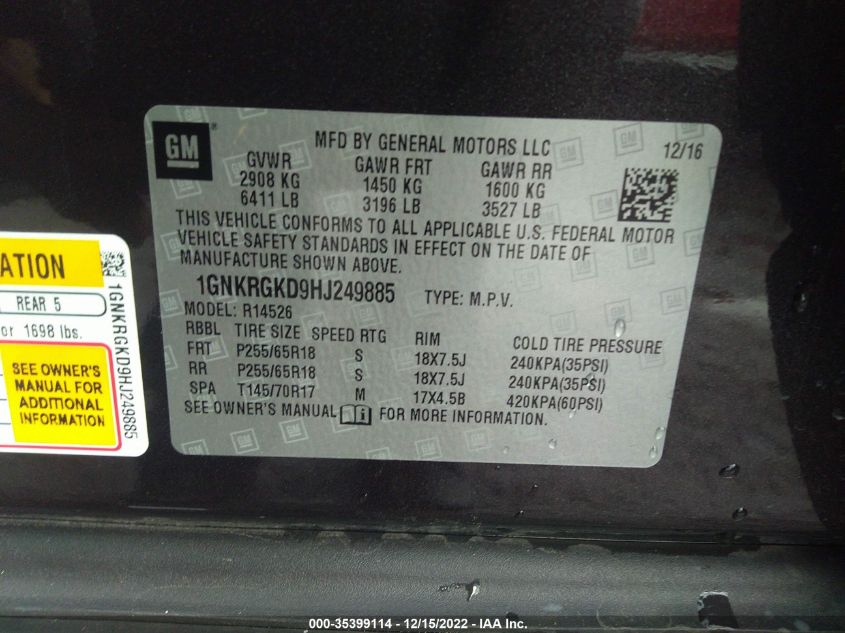 GM
MFD BY GENERAL MOTORS LLC 12/16
GVWR GAWR FRT GAWR RR
2908 KG 1450 KG 1600 KG
6411 LB 3196 LB 3527 LB
THIS VEHICLE CONFORMS TO ALL APPLICABLE U.S. FEDERAL MOTOR
VEHICLE SAFETY STANDARDS IN EFFECT ON THE DATE OF
MANUFACTURE SHOWN ABOVE.
1GNKRGKD9HJ249885 TYPE: M.P.V.
MODEL: R14526
RBBL TIRE SIZE SPEED RTG RIM COLD TIRE PRESSURE
FRT P255/65R18 S 18X7.5J 240KPA(35PSI)
RR P255/65R18 S 18X7.5J 240KPA(35PSI)
SPA T145/70R17 M 17X4.5B 420KPA(60PSI)
SEE OWNER'S MANUAL FOR MORE INFORMATION.
ATION
REAR 5
or 1698 lbs.
SEE OWNER'S
MANUAL FOR
ADDITIONAL
INFORMATION
1GNKRGKD9HJ249885
000-35399114 - 12/15/2022 - IAA Inc.